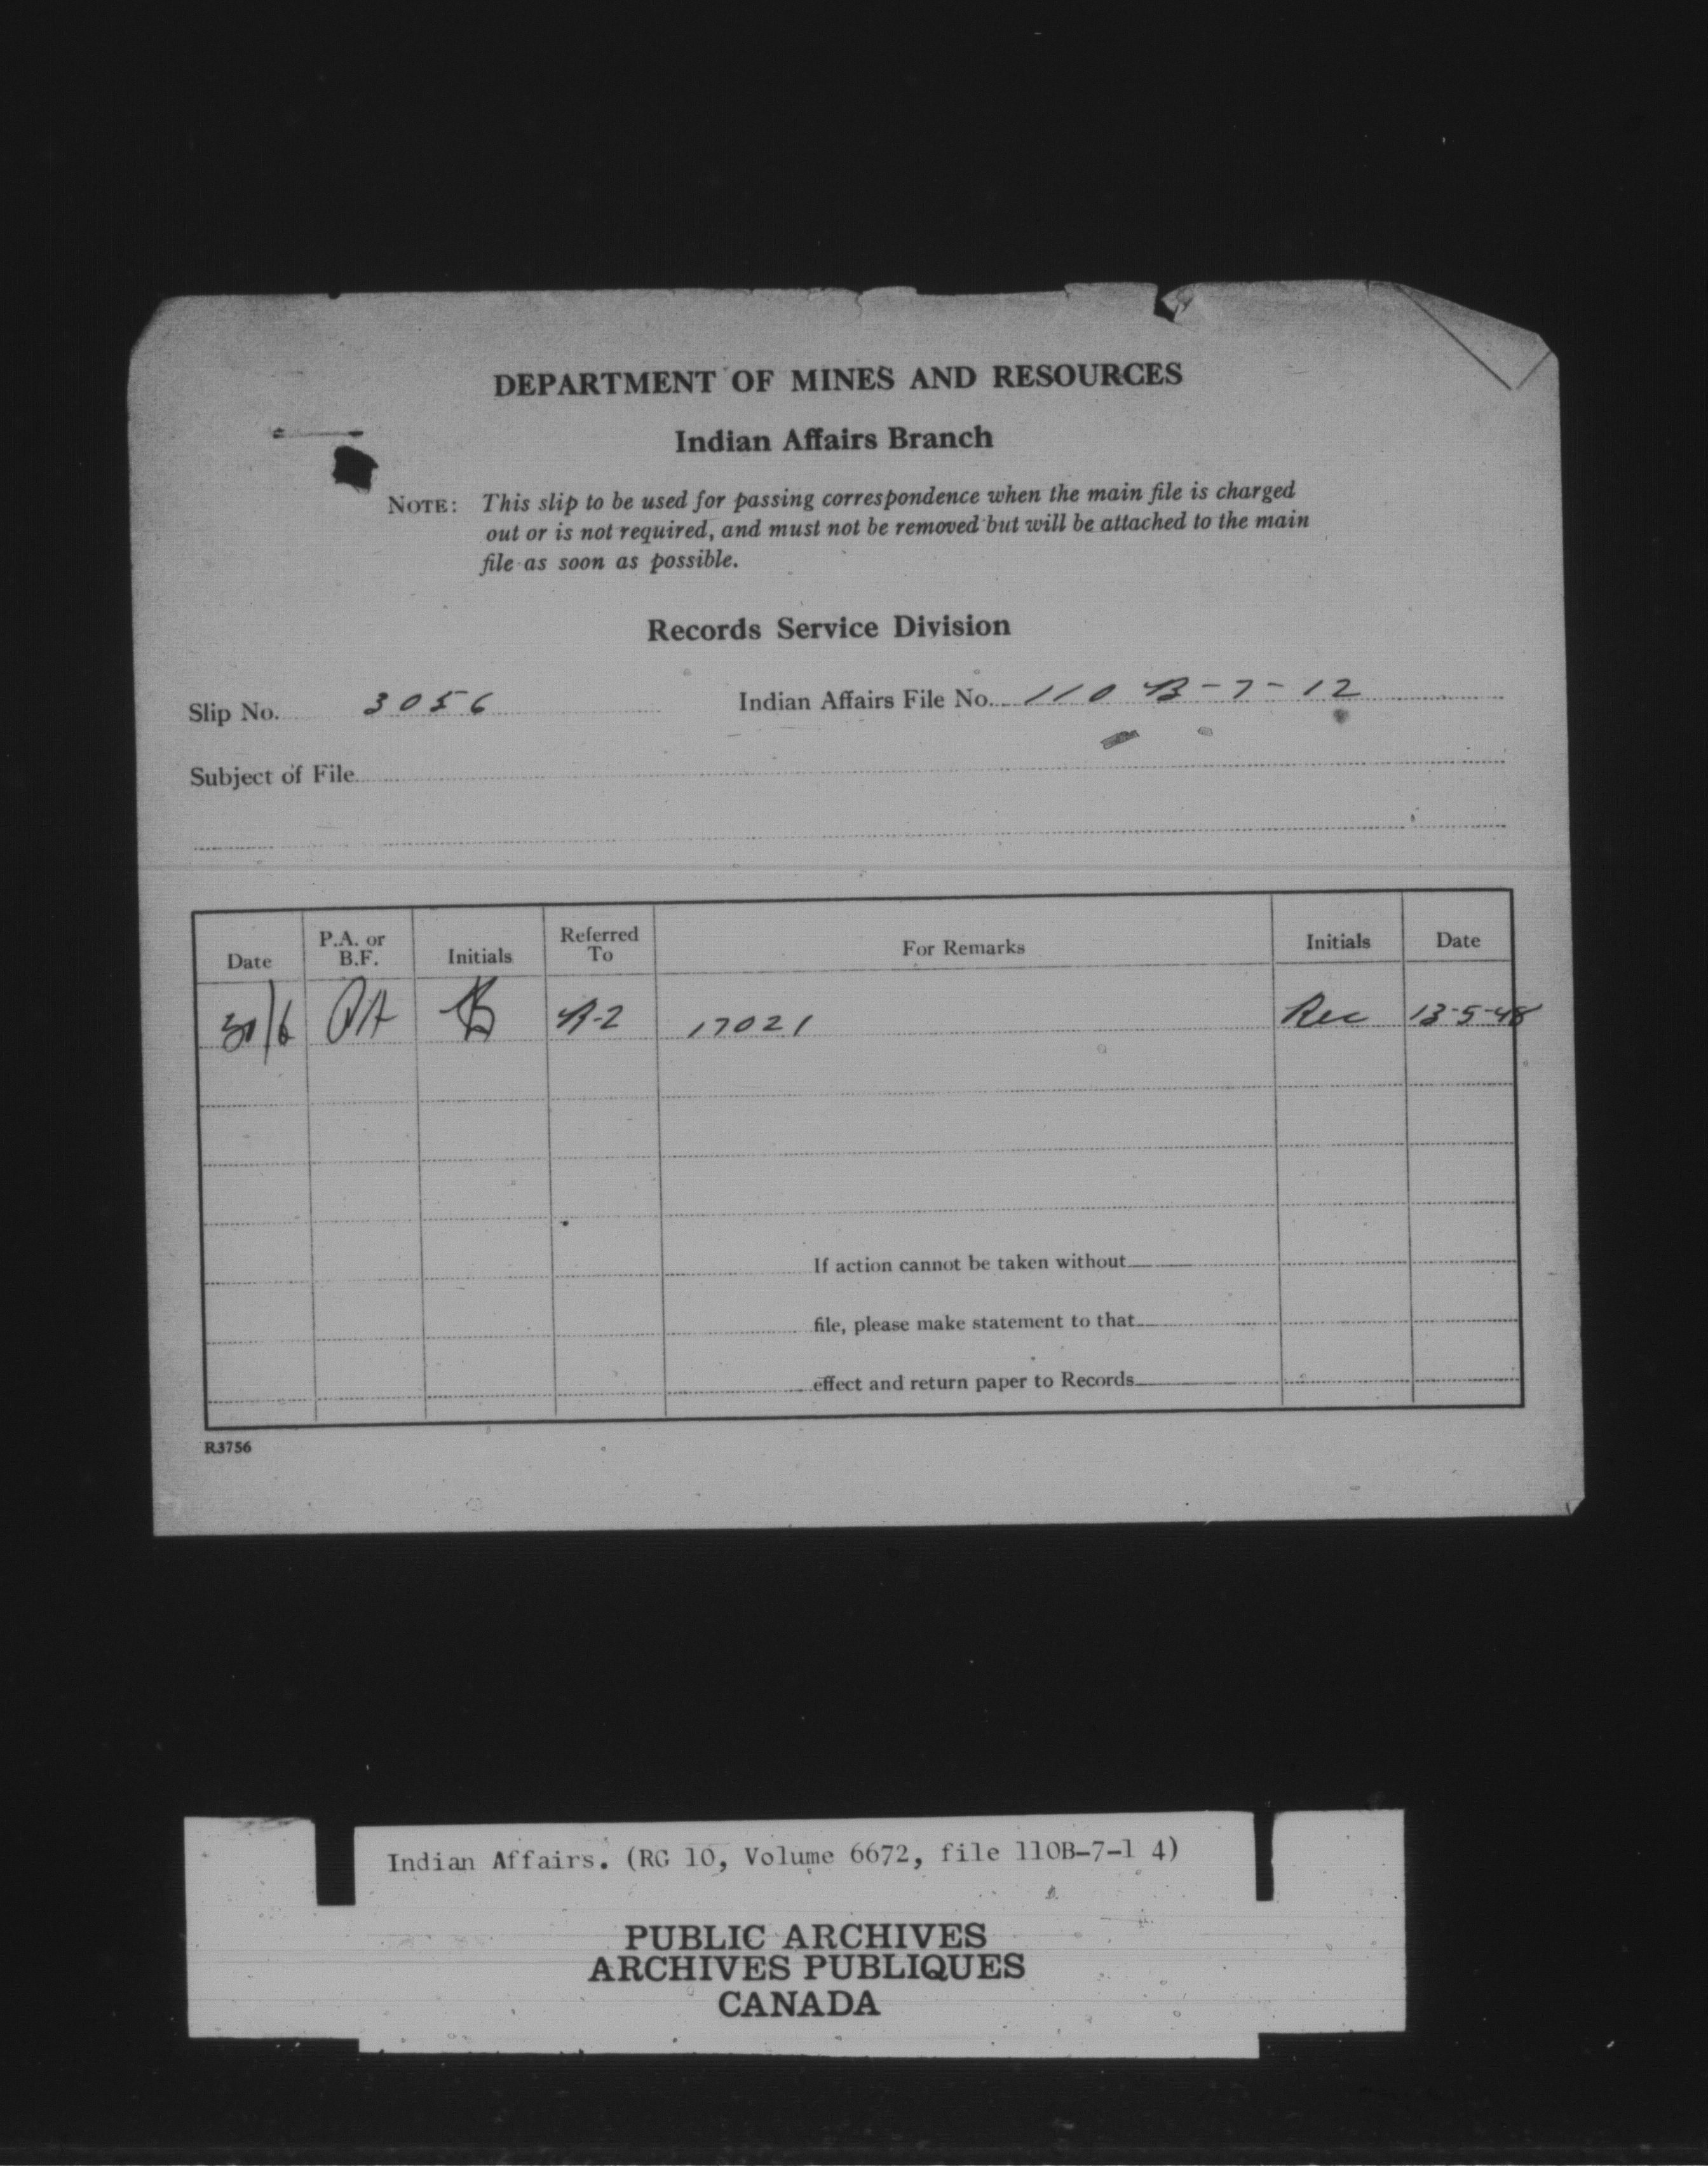 DEPARTMENT OF MINES AND RESOURCES
Indian Affairs Branch
NOTE: This slip to be used for passing correspondence when the main file is charged
out or is not required, and must not be removed but will be attached to the main
file as soon as possible.
Records Service Division
Slip No. 3056 Indian Affairs File No. 110 B-7-12
Subject of File
Date P.A. or B.F. Initials Referred To For Remarks Initials Date
30/6 PA R-2 17021 Rec 13-5-48
If action cannot be taken without
file, please make statement to that
effect and return paper to Records
R3756
Indian Affairs. (RG 10, Volume 6672, file 110B-7-1 4)
PUBLIC ARCHIVES
ARCHIVES PUBLIQUES
CANADA